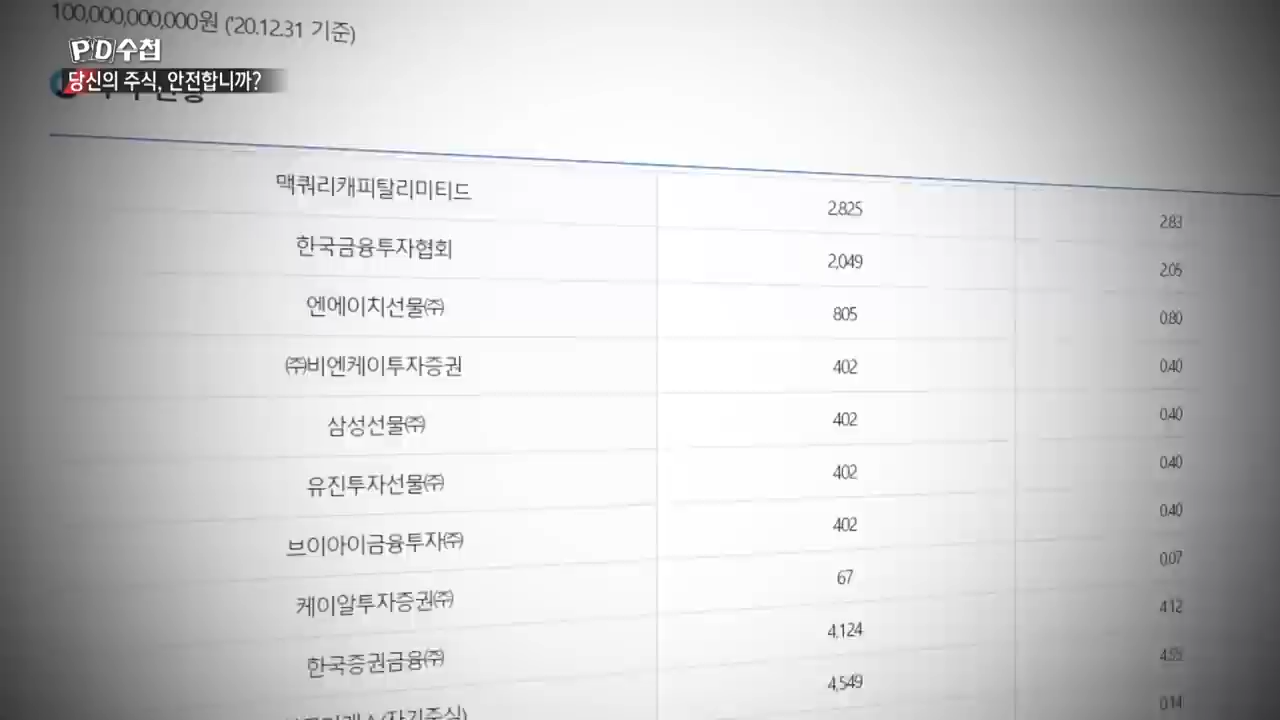 100,000,000,000원 ('20.12.31 기준)
PD수첩
당신의 주식, 안전합니까?
맥쿼리캐피탈리미티드 2,825 2.83
한국금융투자협회 2,049 2.05
엔에이치선물㈜ 805 0.80
㈜비엔케이투자증권 402 0.40
삼성선물㈜ 402 0.40
유진투자선물㈜ 402 0.40
브이아이금융투자㈜ 402 0.40
케이알투자증권㈜ 67 0.07
한국증권금융㈜ 4,124 4.12
(자기주식) 4,549 4.55
0.14